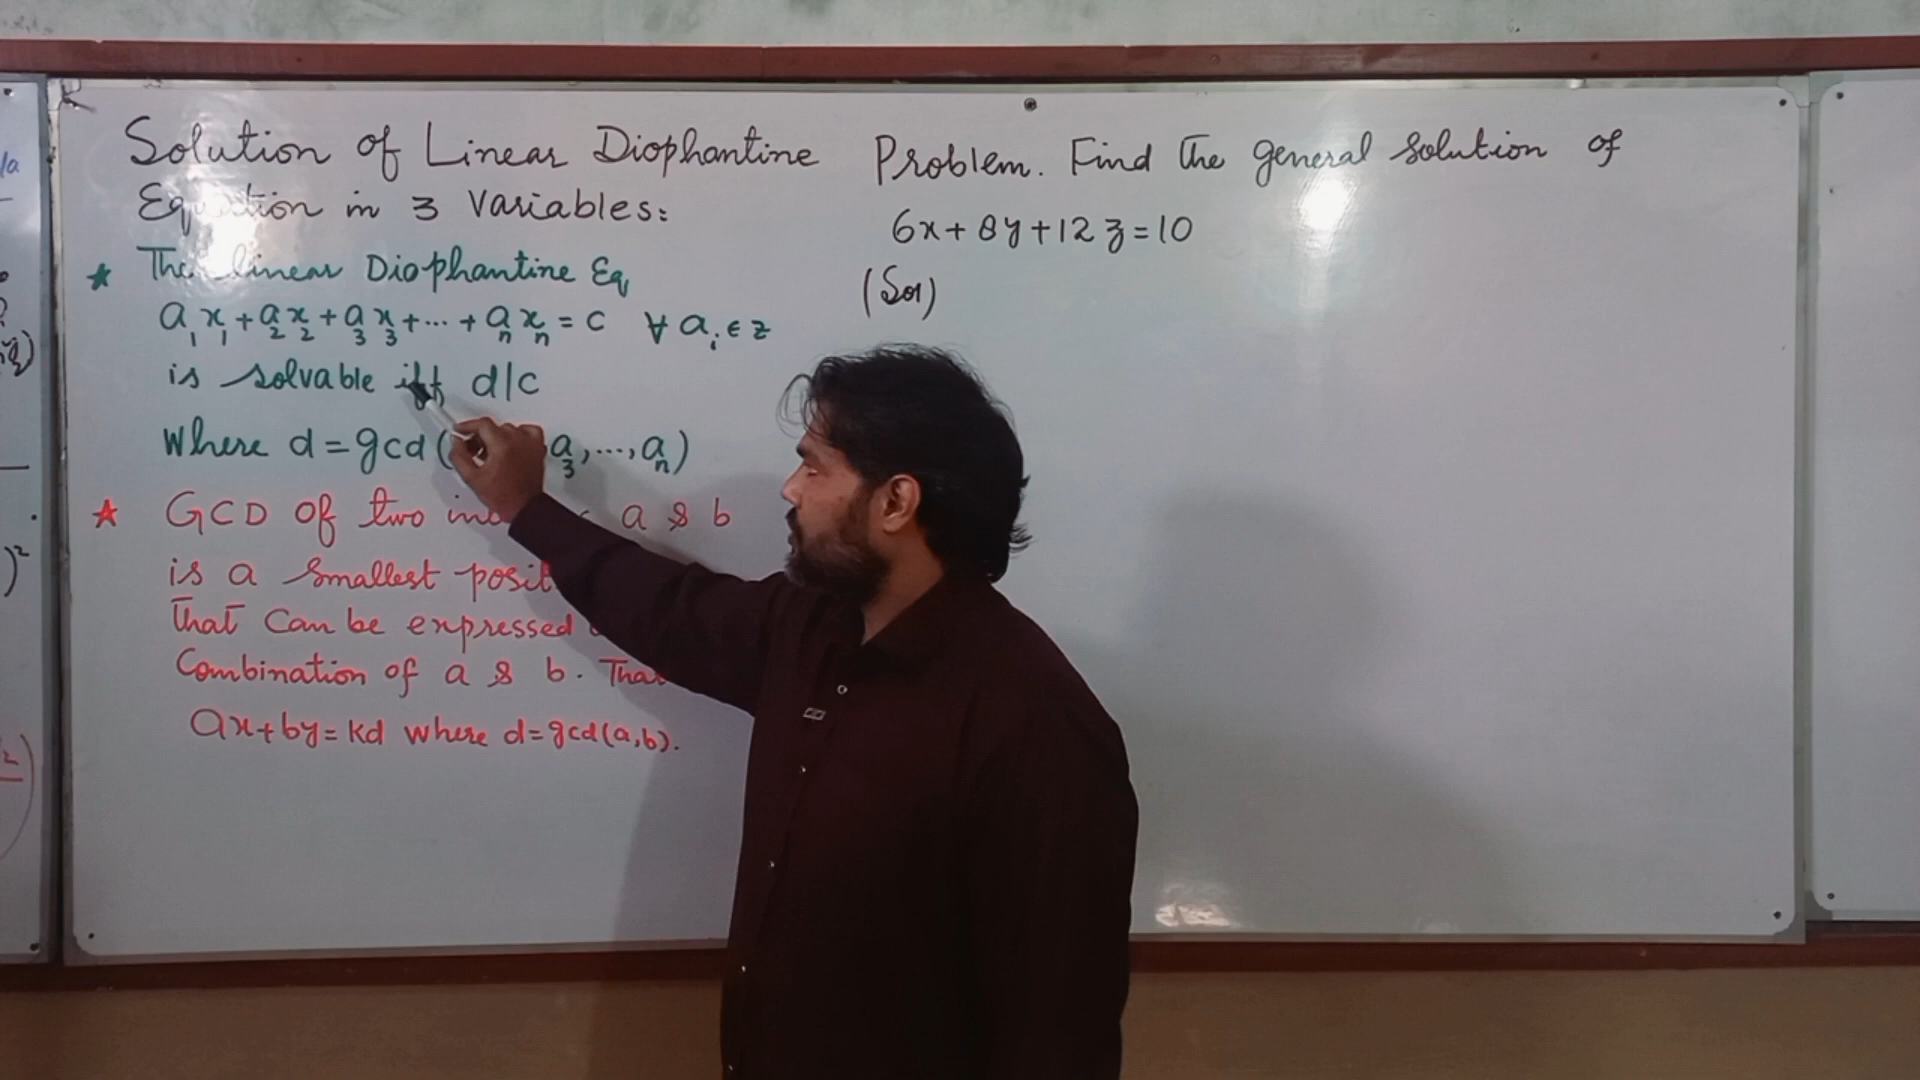 Solution of Linear Diophantine
Equation in 3 Variables:
★ The linear Diophantine Eq
a₁x₁+a₂x₂+a₃x₃+...+aₙxₙ = c ∀ aᵢ ∈ z
is solvable iff d|c
Where d=gcd( a₃,...,aₙ)
★ GCD of two a & b
is a smallest
that can be expressed
Combination of a & b.
ax+by=kd where d=gcd(a,b).
Problem. Find the general solution of
6x+8y+12z=10
(Sol)